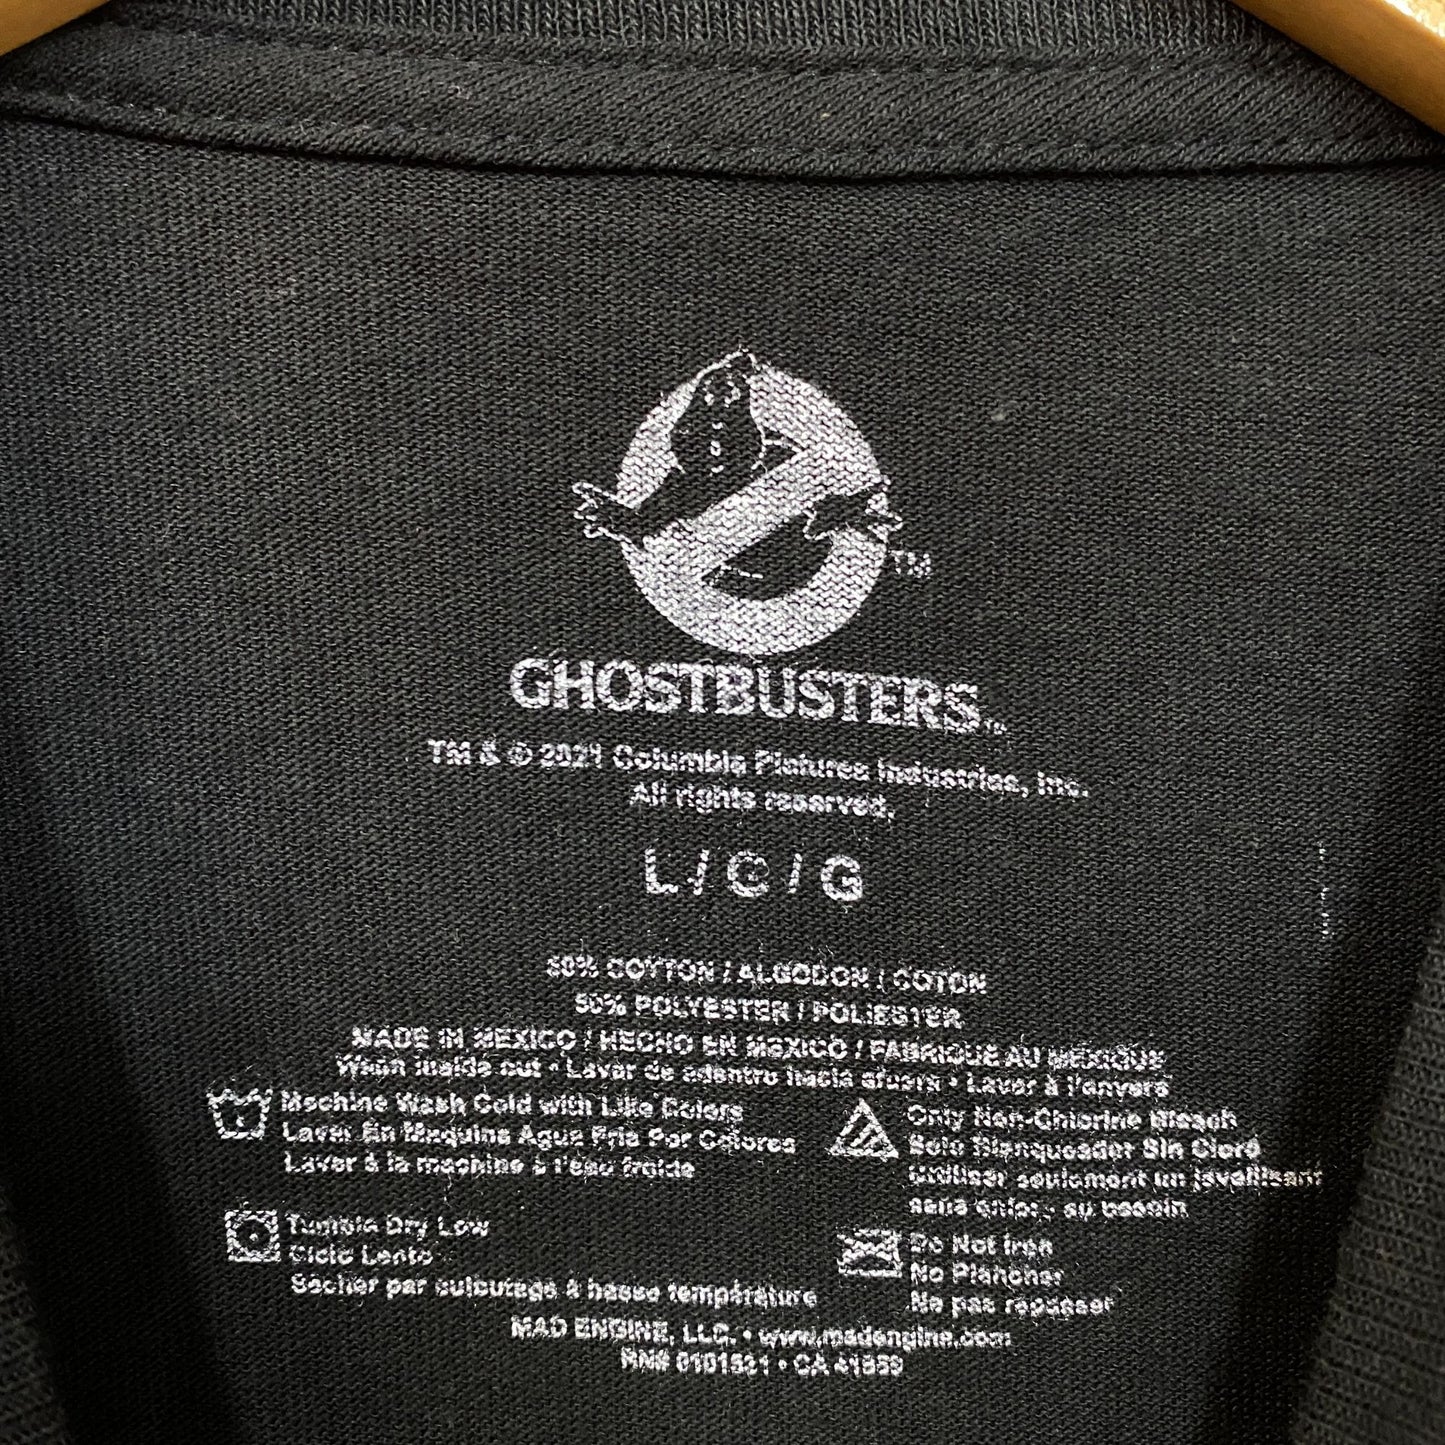 TM
GHOSTBUSTERS™
TM & © 2021 Columbia Pictures Industries, Inc.
All rights reserved.
L / C / G
COTTON / ALGODON / COTON
50% POLYESTER / POLIESTER
MADE IN MEXICO / HECHO EN MEXICO / FABRIQUE AU MEXIQUE
Wash inside out • Lavar de adentro hacia afuera • Laver à l'envers
Machine Wash Cold with Like Colors
Lavar En Maquina Agua Fria Por Colores
Laver à la machine à l'eau froide
Only Non-Chlorine Bleach
Solo Blanqueador Sin Cloro
Utiliser seulement un javellisant
sans chlore au besoin
Tumble Dry Low
Ciclo Lento
Sécher par culbutage à basse température
Do Not Iron
No Planchar
Ne pas repasser
MAD ENGINE, LLC. • www.madengine.com
RN# 0101531 • CA